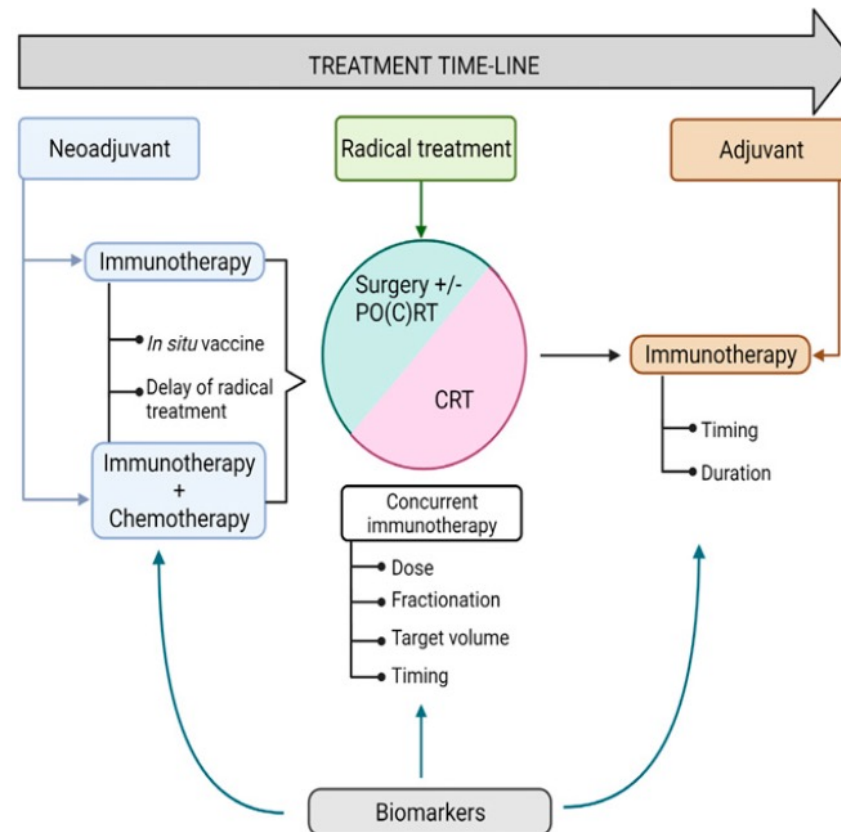 TREATMENT TIME-LINE
Neoadjuvant
Radical treatment
Adjuvant
Immunotherapy
In situ vaccine
Delay of radical
treatment
Immunotherapy
+
Chemotherapy
Surgery +/-
PO(C)RT
CRT
Concurrent
immunotherapy
Dose
Fractionation
Target volume
Timing
Immunotherapy
Timing
Duration
Biomarkers